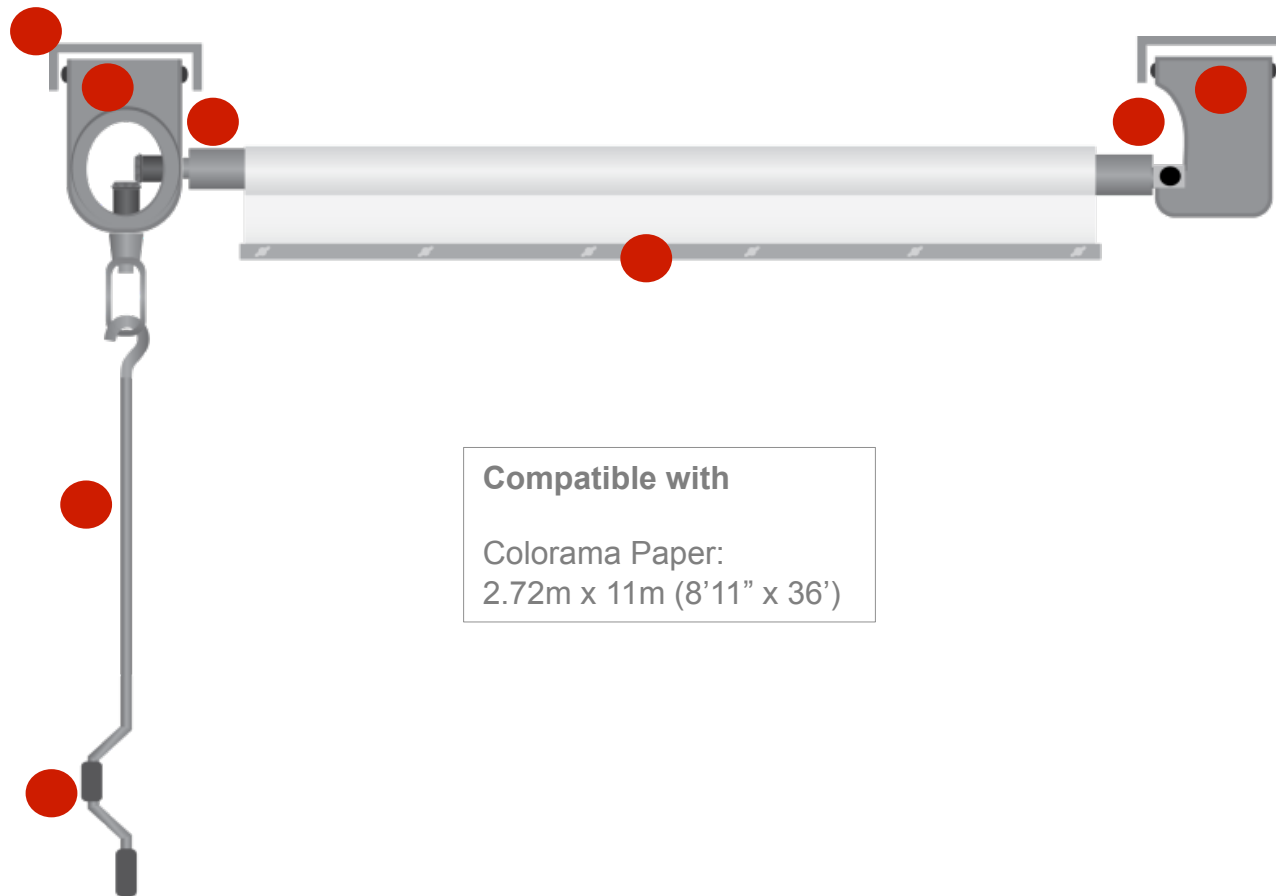 Compatible with
Colorama Paper:
2.72m x 11m (8’11” x 36’)